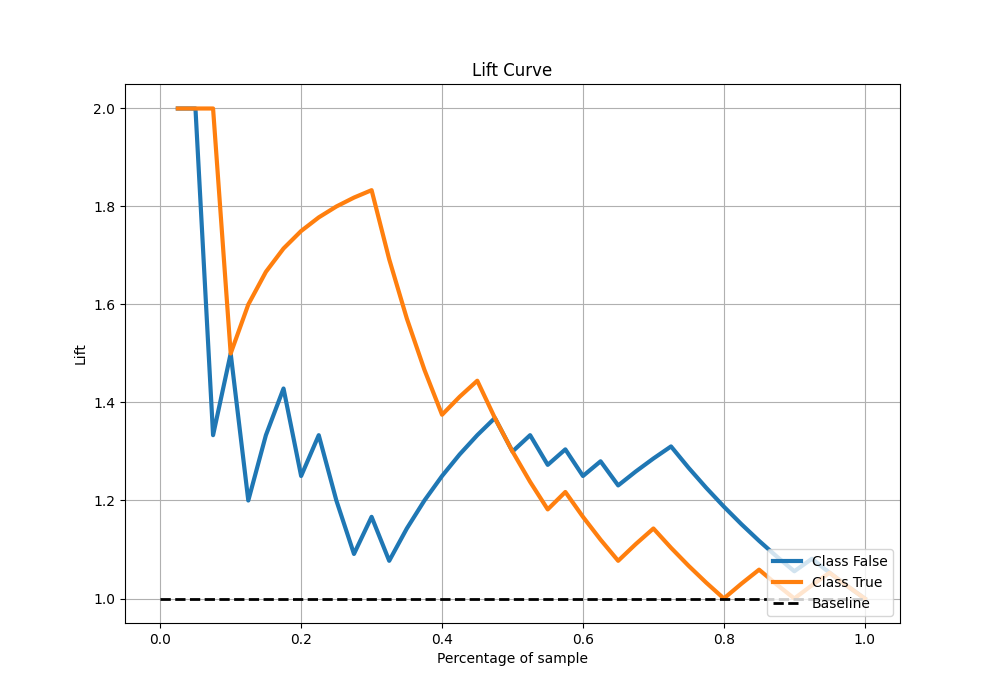 Lift Curve
Lift
2.0
1.8
1.6
1.4
1.2
1.0
0.0 0.2 0.4 0.6 0.8 1.0
Percentage of sample
Class False
Class True
Baseline